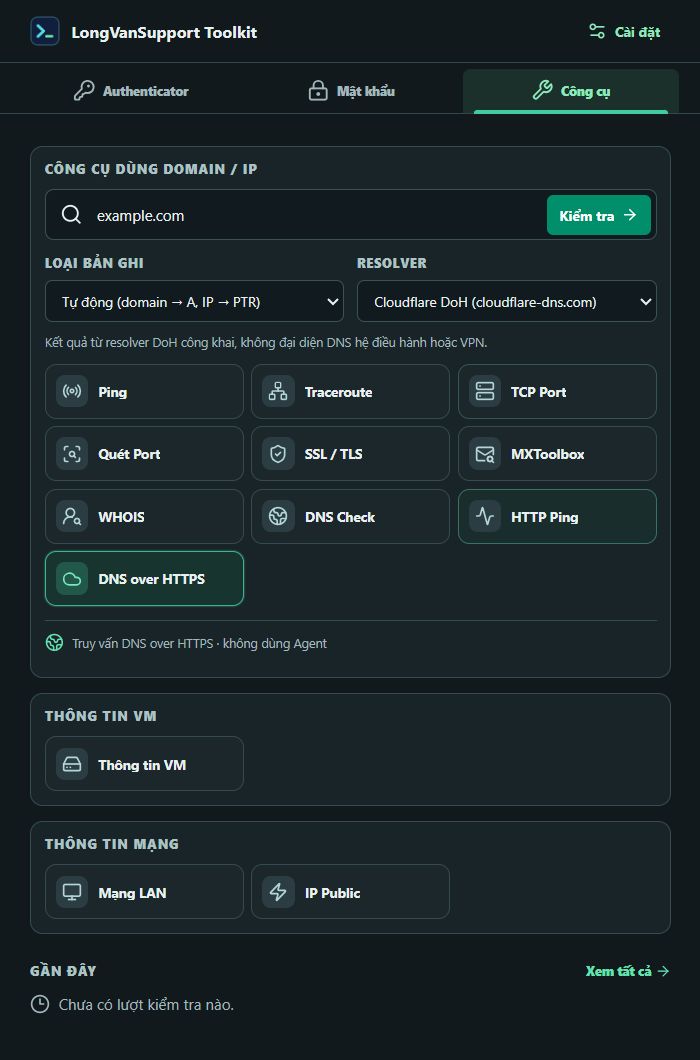 LongVanSupport Toolkit
Cài đặt
Authenticator
Mật khẩu
Công cụ
CÔNG CỤ DÙNG DOMAIN / IP
example.com
Kiểm tra →
LOẠI BẢN GHI
RESOLVER
Tự động (domain → A, IP → PTR)
Cloudflare DoH (cloudflare-dns.com)
Kết quả từ resolver DoH công khai, không đại diện DNS hệ điều hành hoặc VPN.
Ping
Traceroute
TCP Port
Quét Port
SSL / TLS
MXToolbox
WHOIS
DNS Check
HTTP Ping
DNS over HTTPS
Truy vấn DNS over HTTPS · không dùng Agent
THÔNG TIN VM
Thông tin VM
THÔNG TIN MẠNG
Mạng LAN
IP Public
GẦN ĐÂY
Xem tất cả →
Chưa có lượt kiểm tra nào.